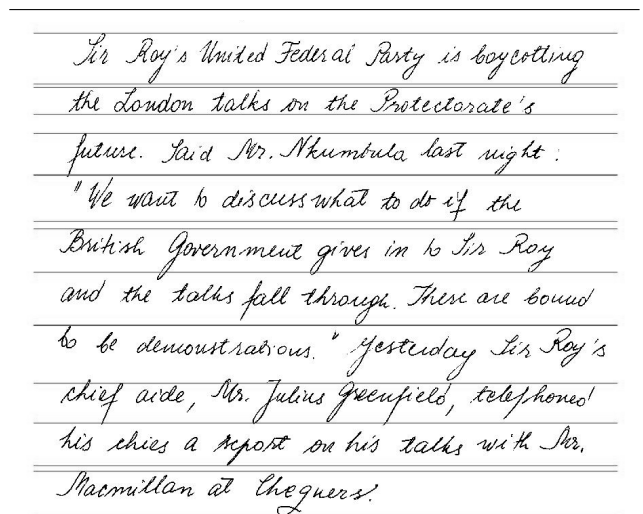 Sir Roy's United Federal Party is boycotting
the London talks on the Protectorate's
future. Said Mr. Nkumbula last night:
"We want to discuss what to do if the
British Government gives in to Sir Roy
and the talks fall through. There are bound
to be demonstrations." Yesterday Sir Roy's
chief aide, Mr. Julius Greenfield, telephoned
his chies a report on his talks with Mr.
Macmillan at Chequers.